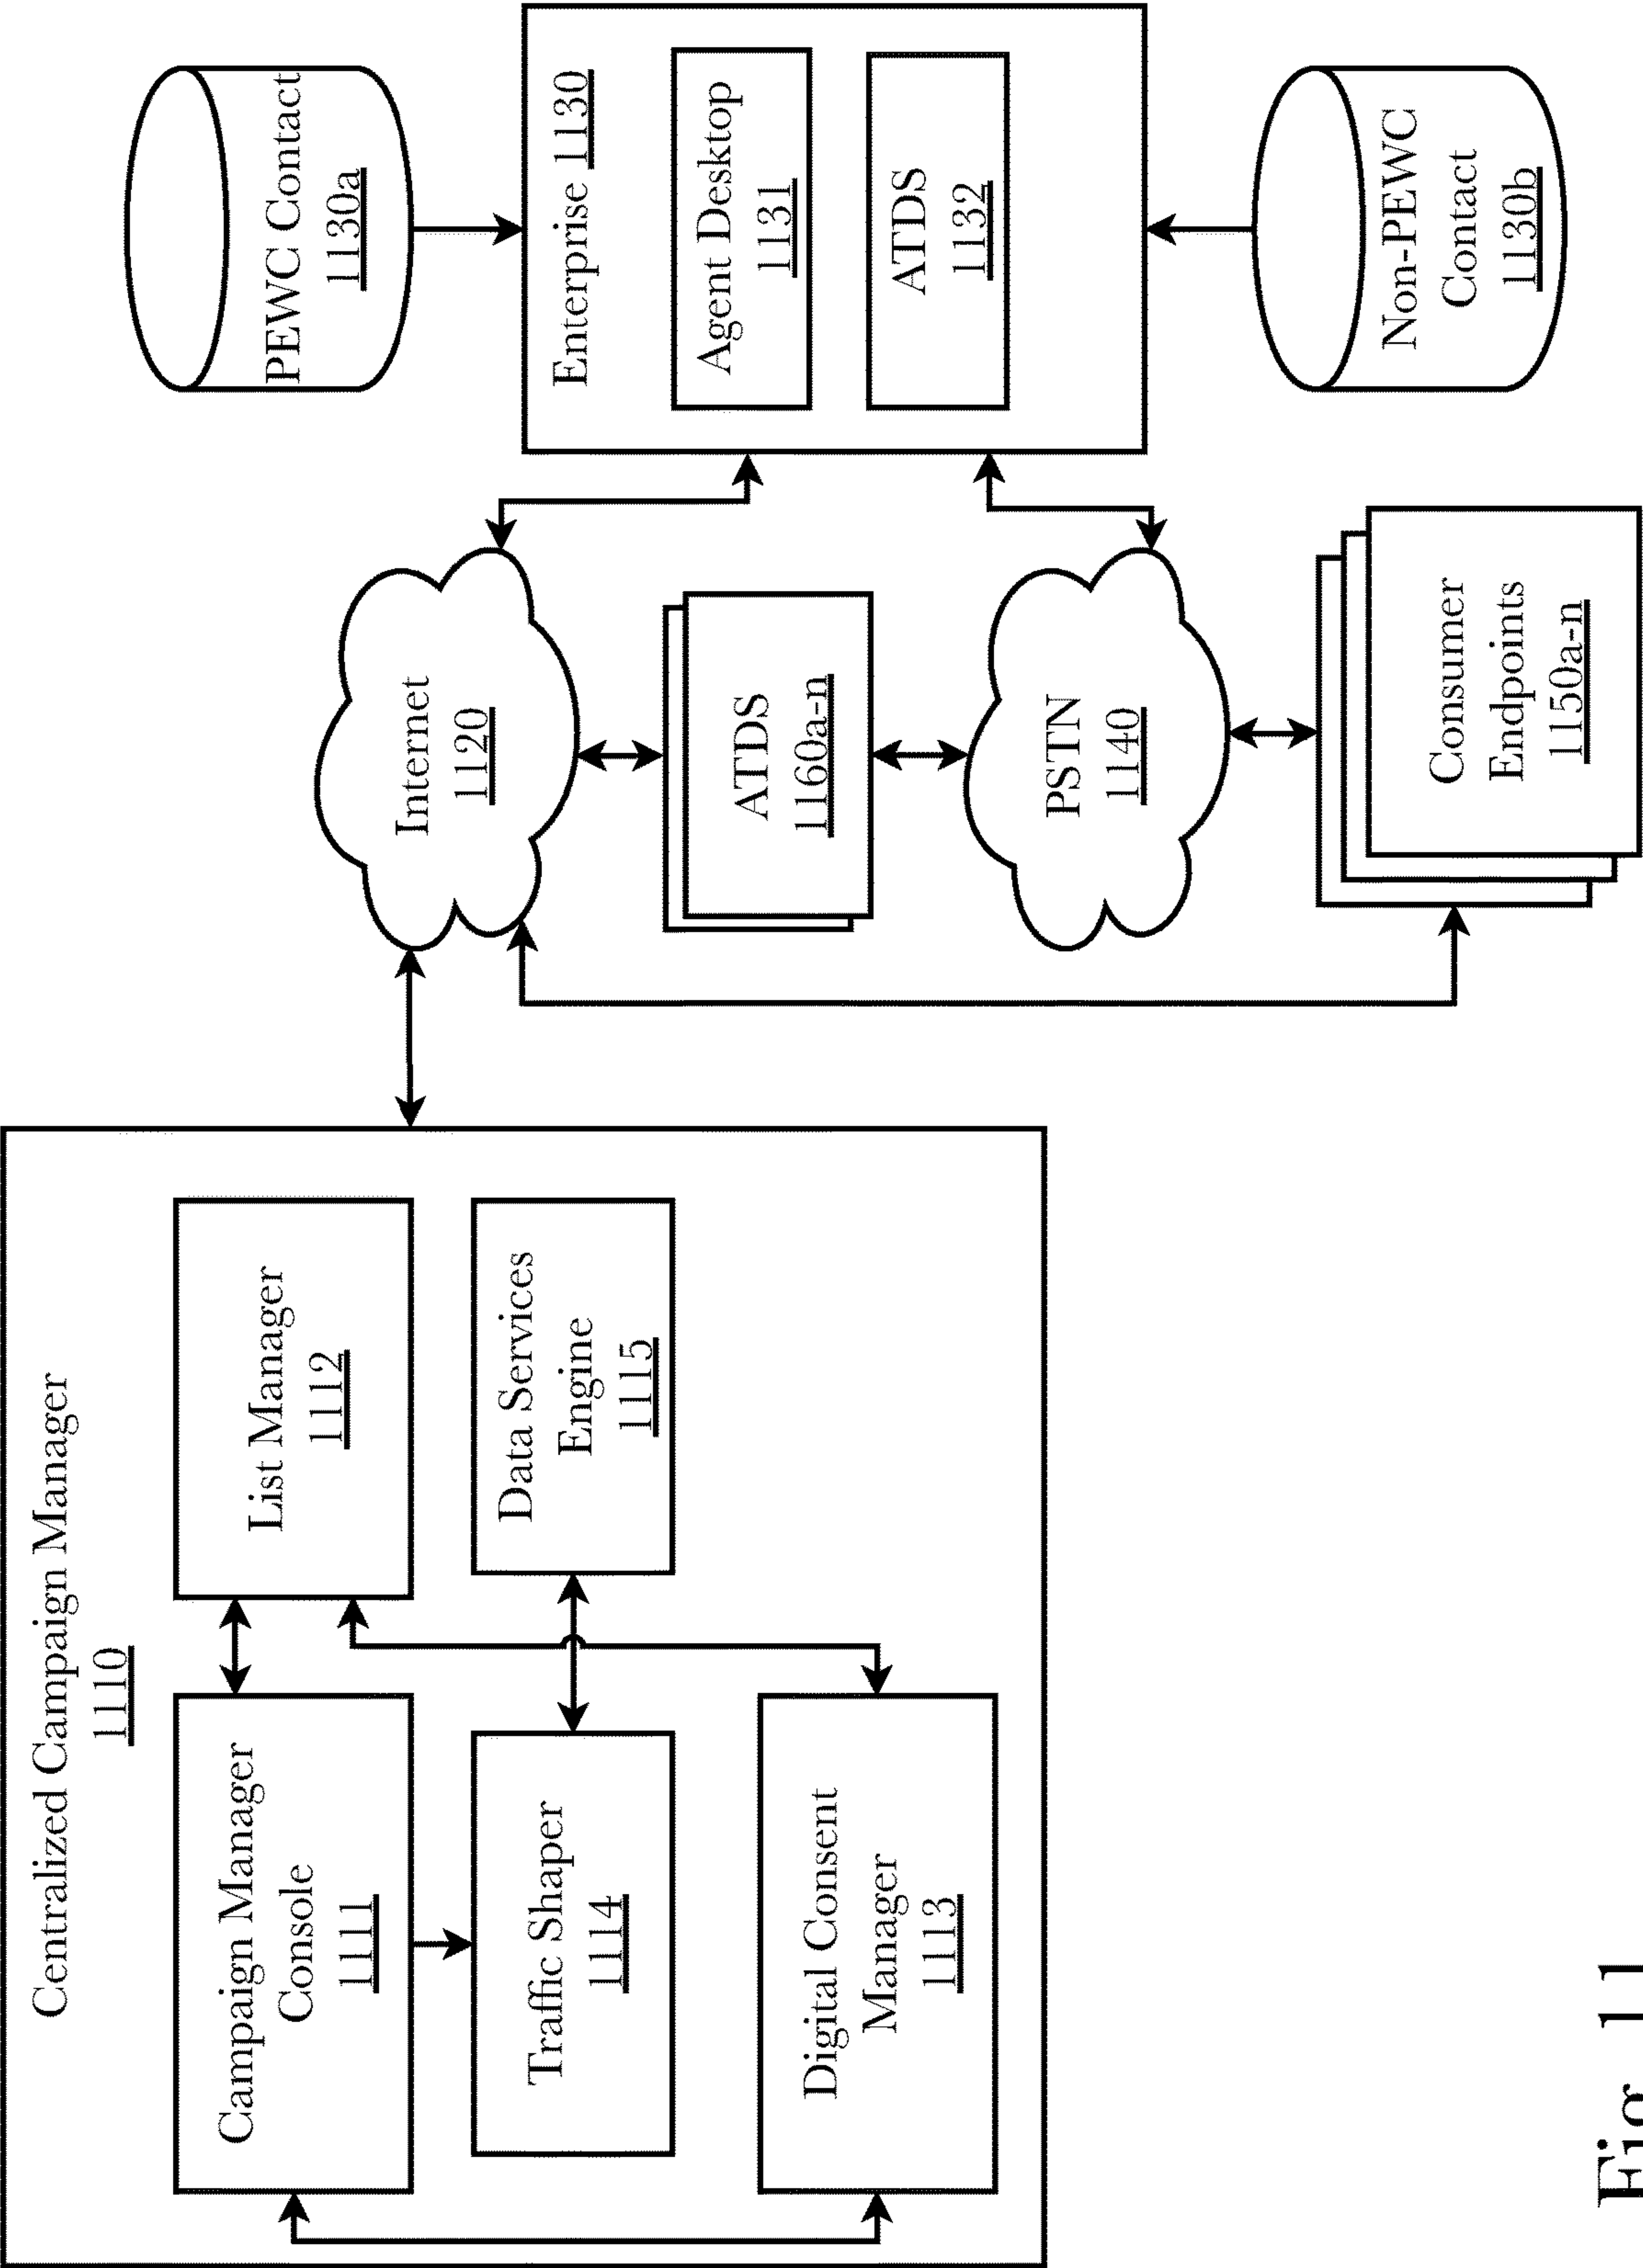 Centralized Campaign Manager
1110
Campaign Manager
Console
1111
List Manager
1112
Traffic Shaper
1114
Data Services
Engine
1115
Digital Consent
Manager
1113
Internet
1120
ATDS
1160a-n
PSTN
1140
Consumer
Endpoints
1150a-n
PEWC Contact
1130a
Enterprise 1130
Agent Desktop
1131
ATDS
1132
Non-PEWC
Contact
1130b
Fig. 11